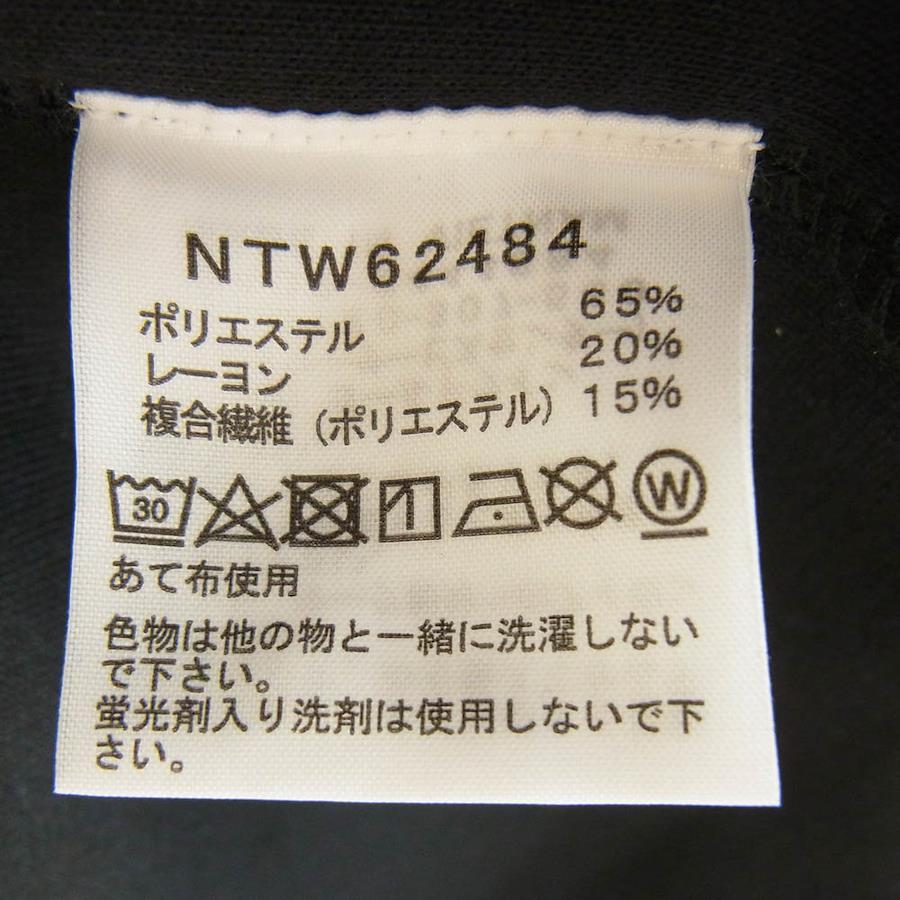 NTW62484
ポリエステル 65%
レーヨン 20%
複合繊維（ポリエステル） 15%
30 W
あて布使用
色物は他の物と一緒に洗濯しない
で下さい。
蛍光剤入り洗剤は使用しないで下
さい。